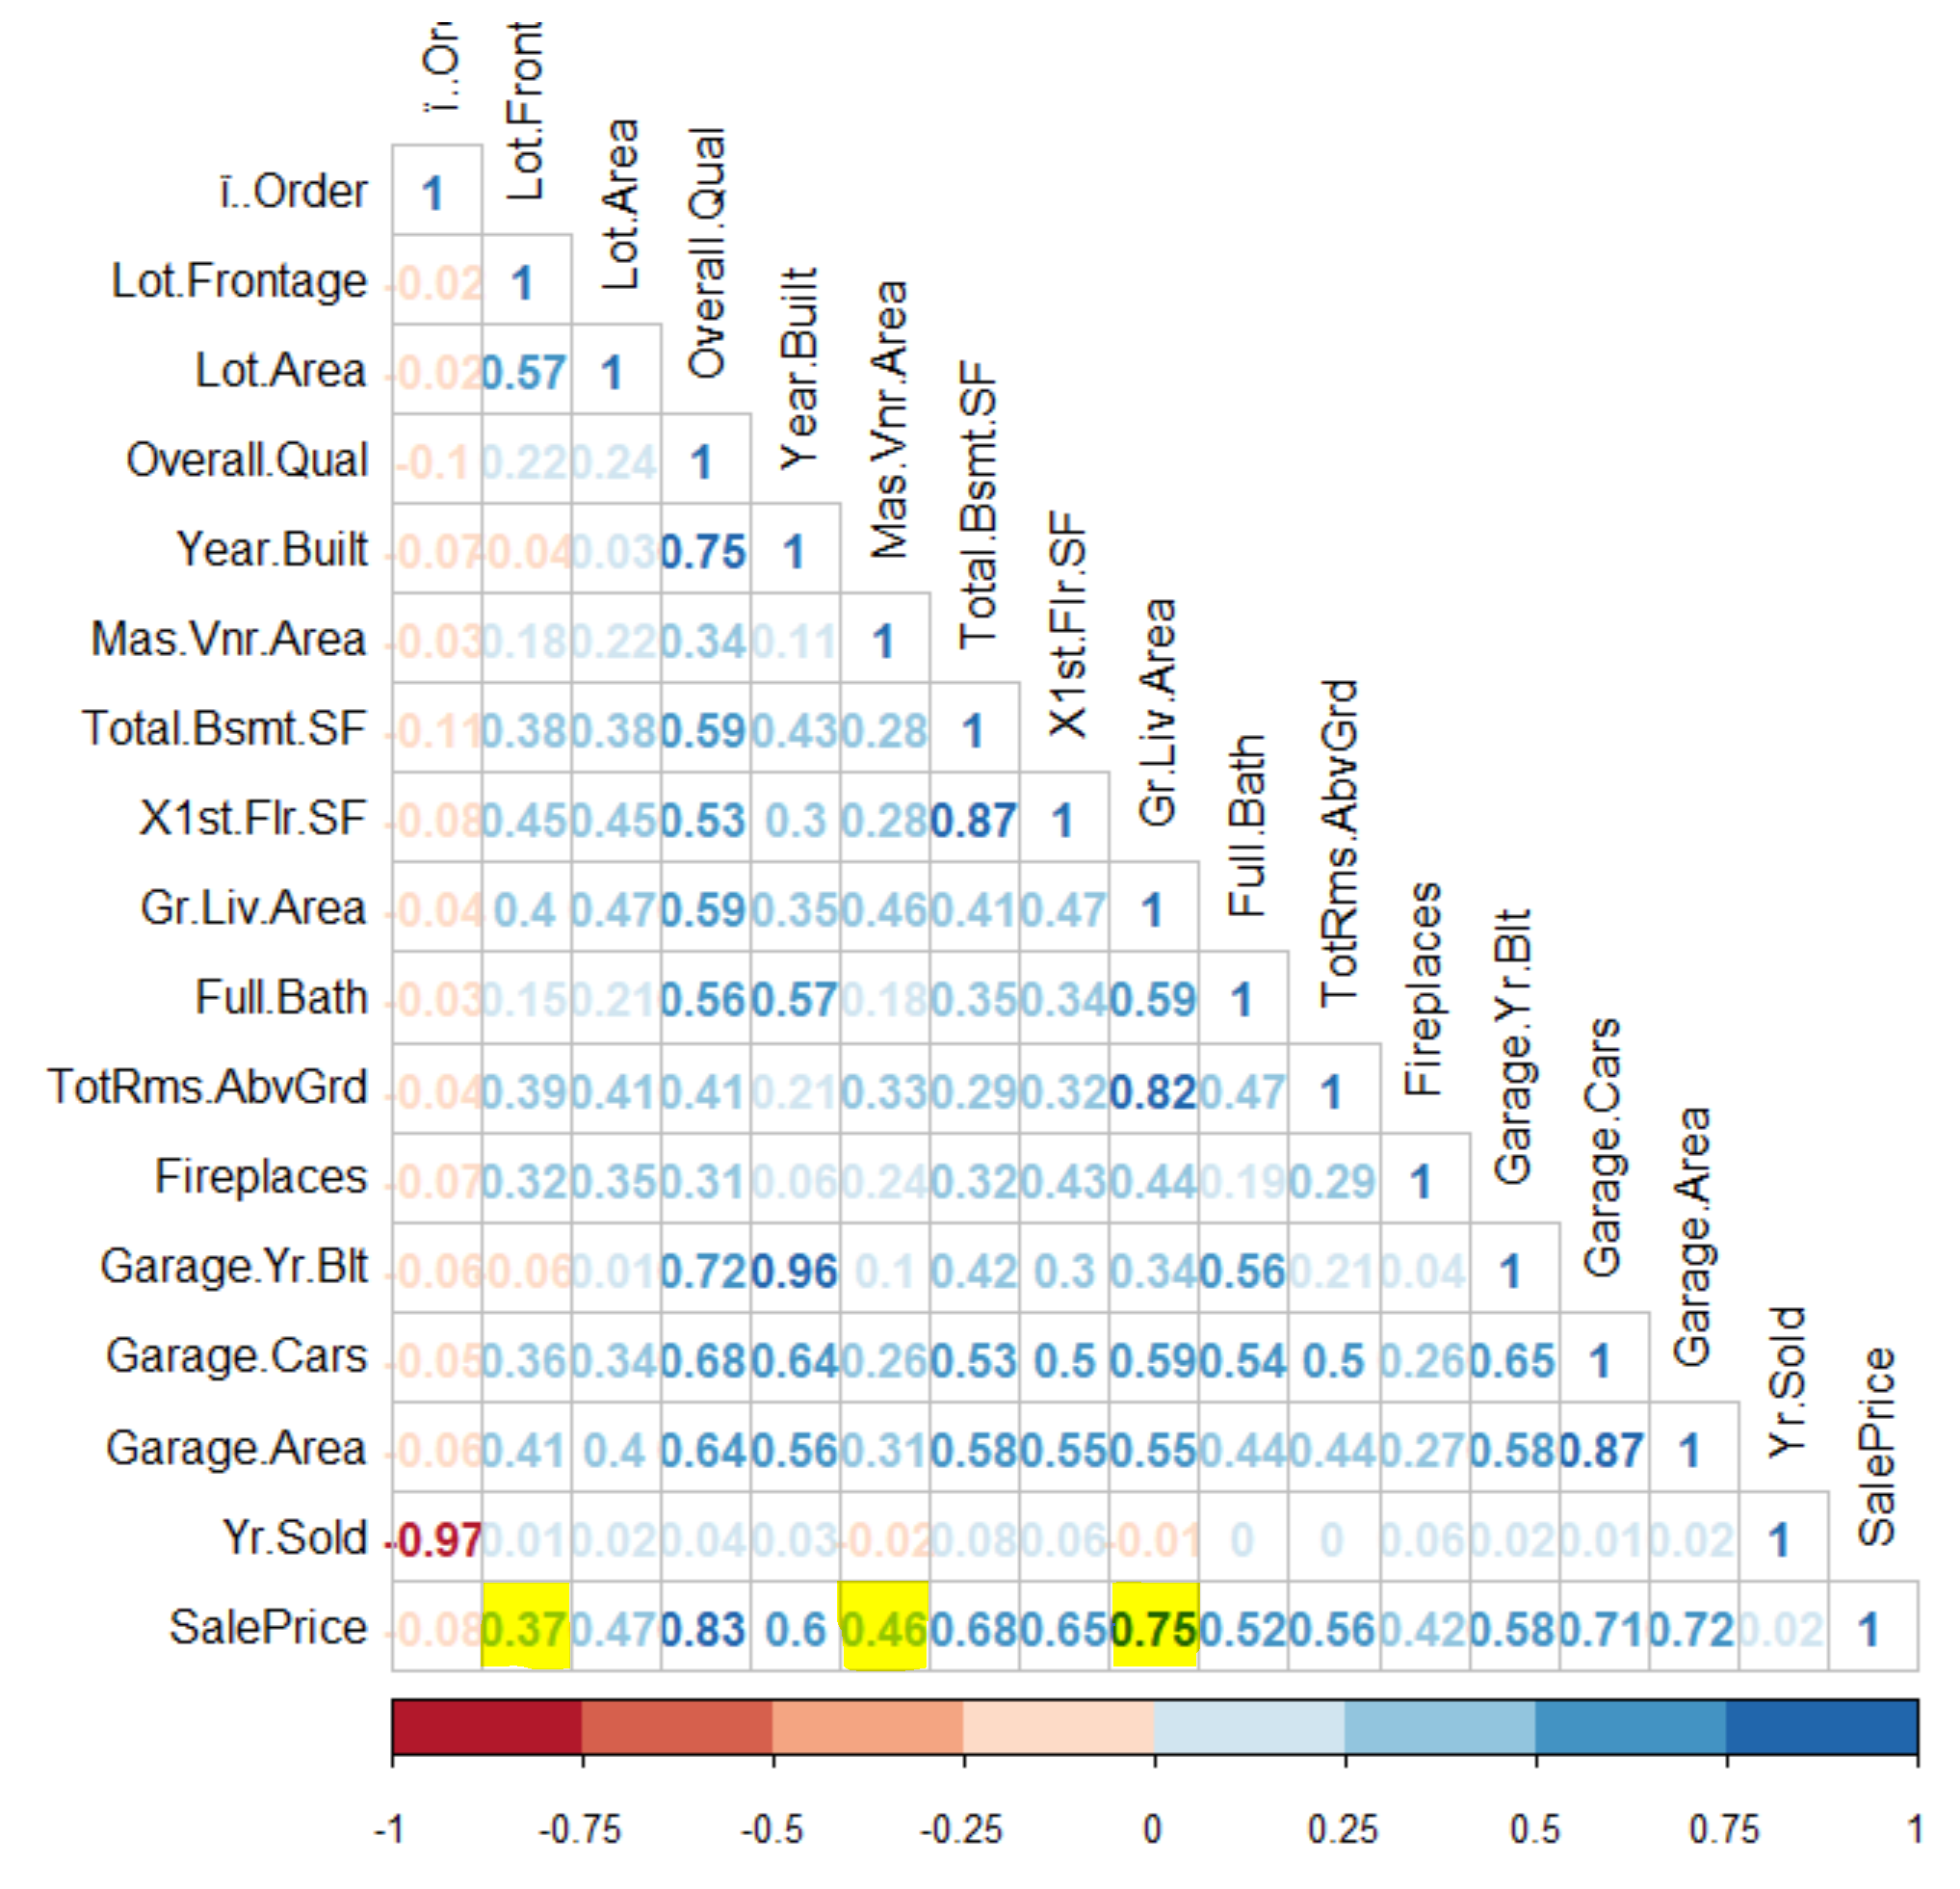 ï..Or
Lot.Front
Lot.Area
Overall.Qual
Year.Built
Mas.Vnr.Area
Total.Bsmt.SF
X1st.Flr.SF
Gr.Liv.Area
Full.Bath
TotRms.AbvGrd
Fireplaces
Garage.Yr.Blt
Garage.Cars
Garage.Area
Yr.Sold
SalePrice
ï..Order 1
Lot.Frontage -0.02 1
Lot.Area -0.02 0.57 1
Overall.Qual -0.1 0.22 0.24 1
Year.Built -0.07 -0.04 0.03 0.75 1
Mas.Vnr.Area -0.03 0.18 0.22 0.34 0.11 1
Total.Bsmt.SF -0.11 0.38 0.38 0.59 0.43 0.28 1
X1st.Flr.SF -0.08 0.45 0.45 0.53 0.3 0.28 0.87 1
Gr.Liv.Area -0.04 0.4 0.47 0.59 0.35 0.46 0.41 0.47 1
Full.Bath -0.03 0.15 0.21 0.56 0.57 0.18 0.35 0.34 0.59 1
TotRms.AbvGrd -0.04 0.39 0.41 0.41 0.21 0.33 0.29 0.32 0.82 0.47 1
Fireplaces -0.07 0.32 0.35 0.31 0.06 0.24 0.32 0.43 0.44 0.19 0.29 1
Garage.Yr.Blt -0.06 -0.06 0.01 0.72 0.96 0.1 0.42 0.3 0.34 0.56 0.21 0.04 1
Garage.Cars -0.05 0.36 0.34 0.68 0.64 0.26 0.53 0.5 0.59 0.54 0.5 0.26 0.65 1
Garage.Area -0.06 0.41 0.4 0.64 0.56 0.31 0.58 0.55 0.55 0.44 0.44 0.27 0.58 0.87 1
Yr.Sold -0.97 0.01 0.02 0.04 0.03 -0.02 0.08 0.06 -0.01 0 0 0.06 0.02 0.01 0.02 1
SalePrice -0.08 0.37 0.47 0.83 0.6 0.46 0.68 0.65 0.75 0.52 0.56 0.42 0.58 0.71 0.72 0.02 1
-1 -0.75 -0.5 -0.25 0 0.25 0.5 0.75 1